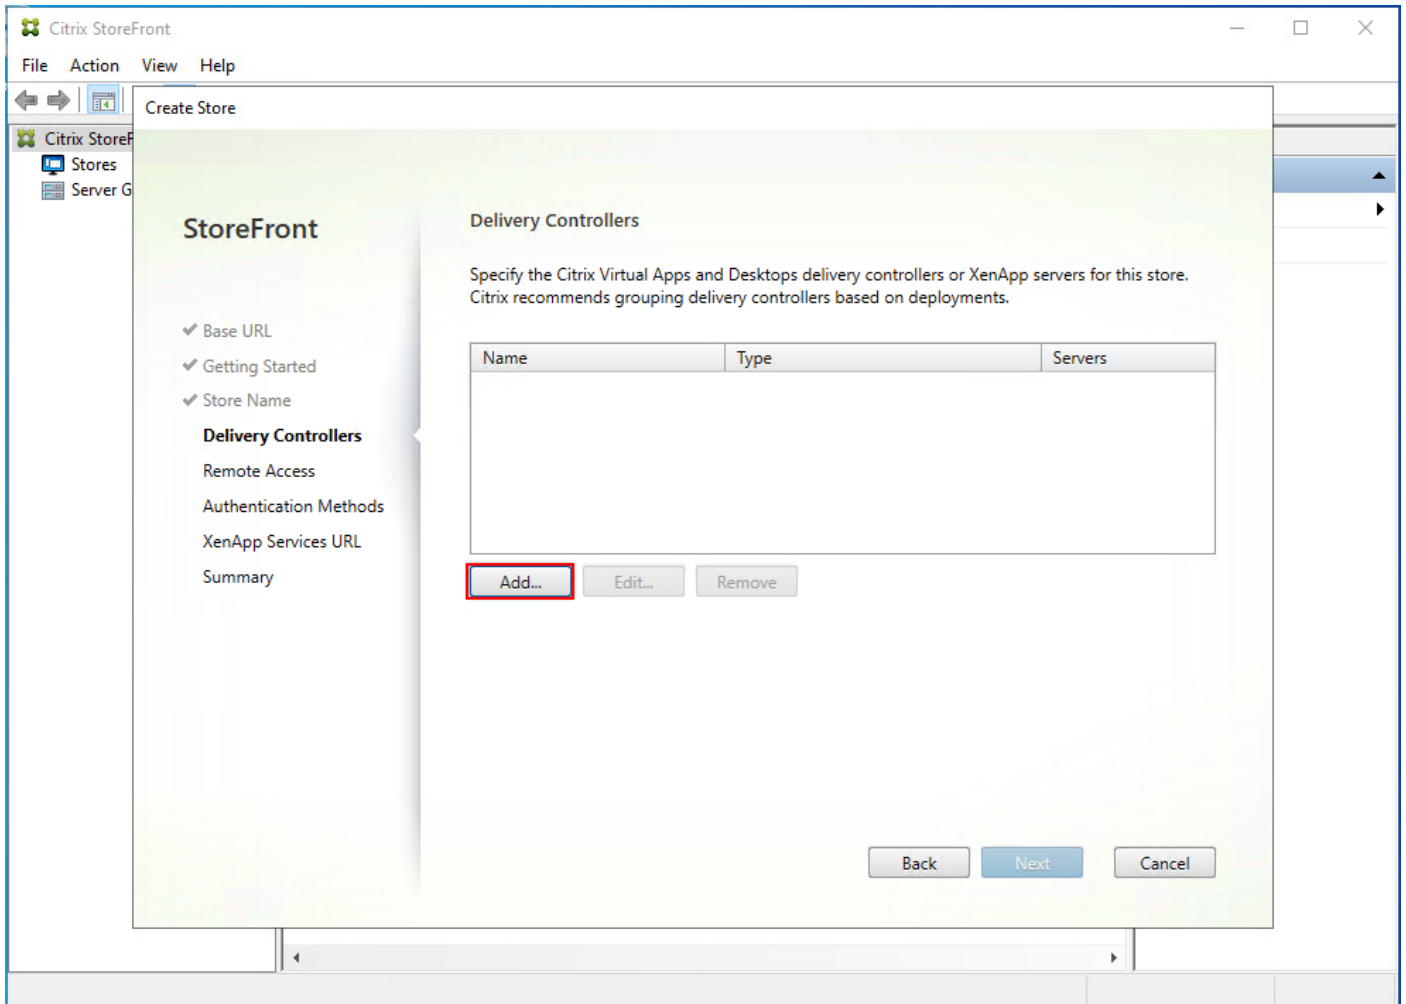 Citrix StoreFront
File Action View Help
Create Store
Citrix StoreF
Stores
Server G
StoreFront
Base URL
Getting Started
Store Name
Delivery Controllers
Remote Access
Authentication Methods
XenApp Services URL
Summary
Delivery Controllers
Specify the Citrix Virtual Apps and Desktops delivery controllers or XenApp servers for this store.
Citrix recommends grouping delivery controllers based on deployments.
Name Type Servers
Add... Edit... Remove
Back Next Cancel